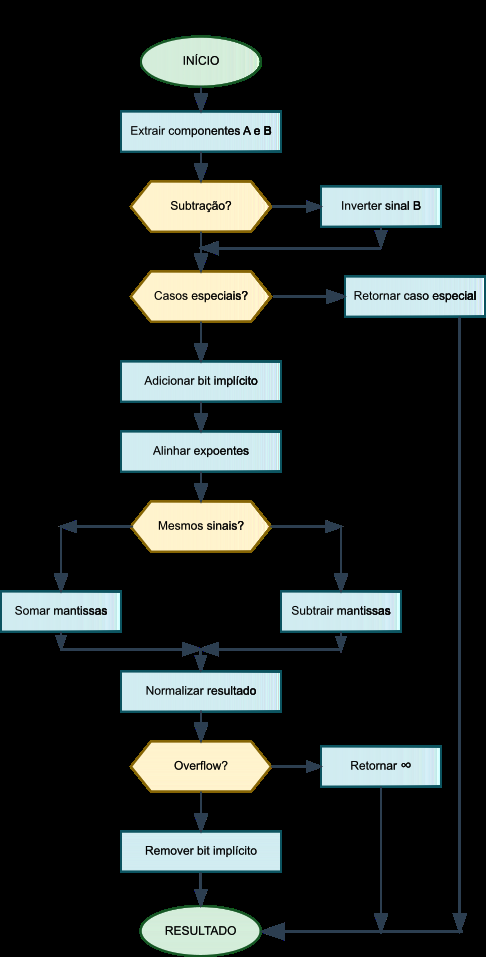 INÍCIO
Extrair componentes A e B
Subtração?
Inverter sinal B
Casos especiais?
Retornar caso especial
Adicionar bit implícito
Alinhar expoentes
Mesmos sinais?
Somar mantissas
Subtrair mantissas
Normalizar resultado
Overflow?
Retornar ∞
Remover bit implícito
RESULTADO